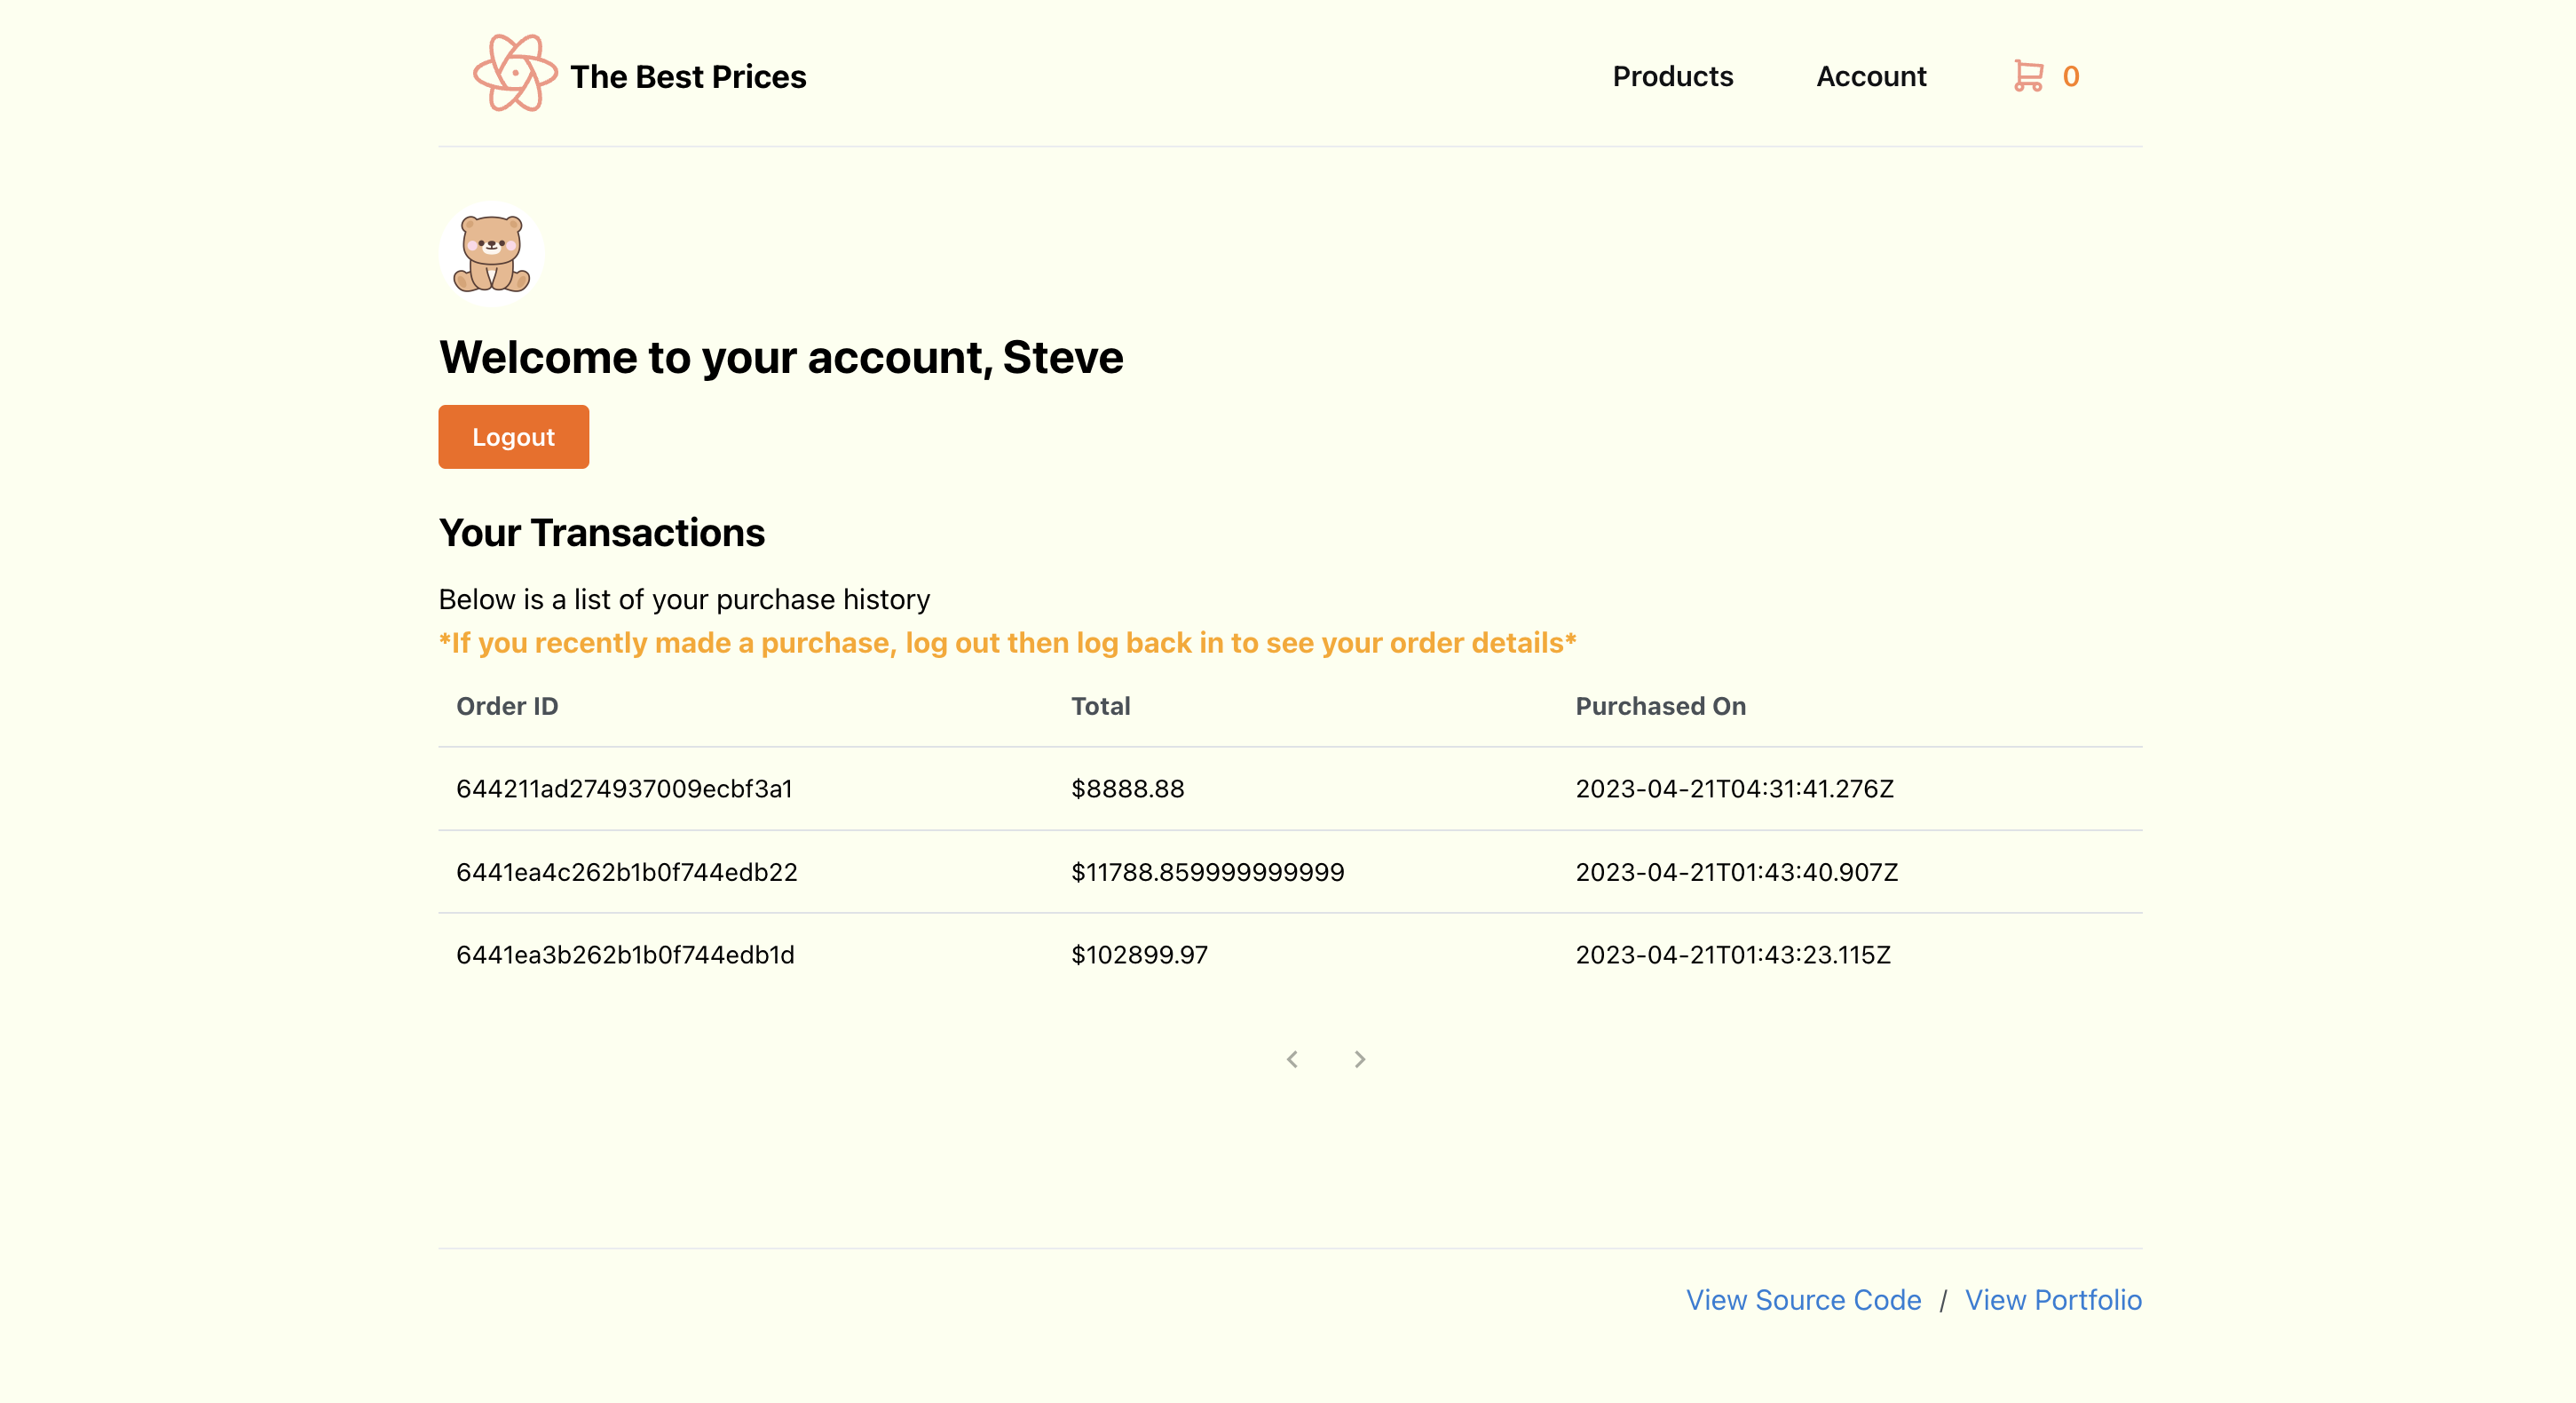 The Best Prices
Products Account 0
Welcome to your account, Steve
Logout
Your Transactions
Below is a list of your purchase history
*If you recently made a purchase, log out then log back in to see your order details*
Order ID Total Purchased On
644211ad274937009ecbf3a1 $8888.88 2023-04-21T04:31:41.276Z
6441ea4c262b1b0f744edb22 $11788.859999999999 2023-04-21T01:43:40.907Z
6441ea3b262b1b0f744edb1d $102899.97 2023-04-21T01:43:23.115Z
View Source Code / View Portfolio